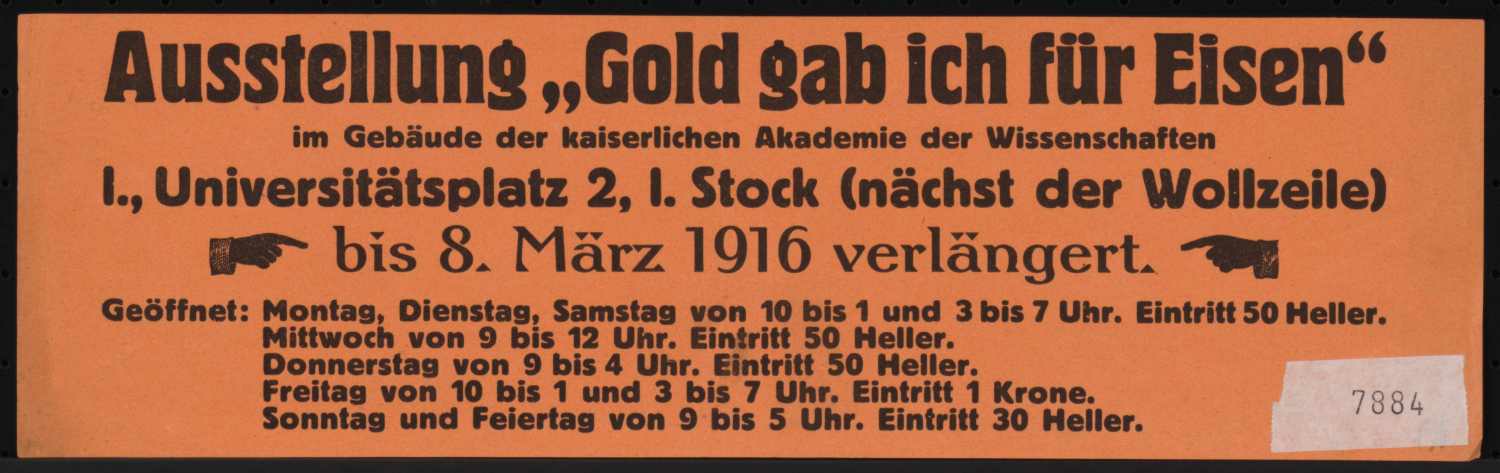 Ausstellung „Gold gab ich für Eisen“
im Gebäude der kaiserlichen Akademie der Wissenschaften
I., Universitätsplatz 2, I. Stock (nächst der Wollzeile)
bis 8. März 1916 verlängert.
Geöffnet: Montag, Dienstag, Samstag von 10 bis 1 und 3 bis 7 Uhr. Eintritt 50 Heller.
Mittwoch von 9 bis 12 Uhr. Eintritt 50 Heller.
Donnerstag von 9 bis 4 Uhr. Eintritt 50 Heller.
Freitag von 10 bis 1 und 3 bis 7 Uhr. Eintritt 1 Krone.
Sonntag und Feiertag von 9 bis 5 Uhr. Eintritt 30 Heller.
7884